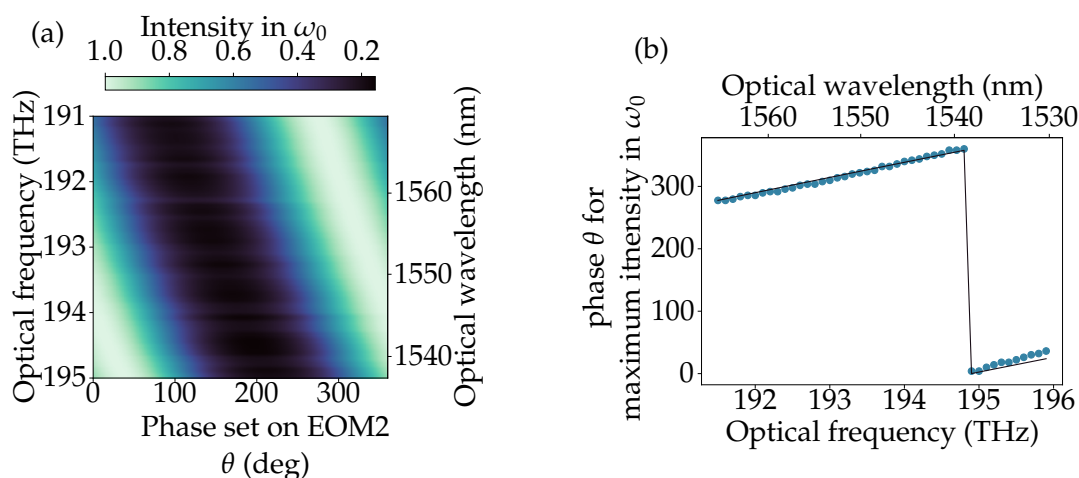 (a)
Intensity in ω0
1.0 0.8 0.6 0.4 0.2
Optical frequency (THz)
191
192
193
194
195
0 100 200 300
Phase set on EOM2
θ (deg)
1560
1550
1540
Optical wavelength (nm)
(b)
Optical wavelength (nm)
1560 1550 1540 1530
phase θ for
maximum itnensity in ω0
300
200
100
0
192 193 194 195 196
Optical frequency (THz)